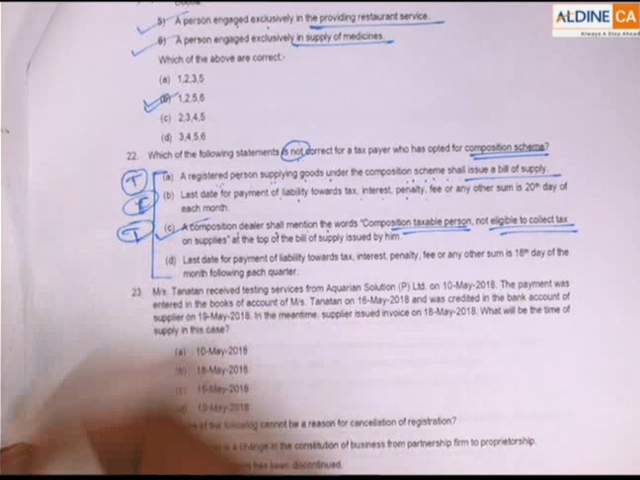 ALDINE CA
Always A Step Ahead
5) A person engaged exclusively in the providing restaurant service.
6) A person engaged exclusively in supply of medicines.
Which of the above are correct:-
(a) 1,2,3,5
(b) 1,2,5,6
(c) 2,3,4,5
(d) 3,4,5,6
22. Which of the following statements is not correct for a tax payer who has opted for composition scheme?
T (a) A registered person supplying goods under the composition scheme shall issue a bill of supply.
(b) Last date for payment of liability towards tax, interest, penalty, fee or any other sum is 20th day of
each month.
T (c) A composition dealer shall mention the words "Composition taxable person, not eligible to collect tax
on supplies" at the top of the bill of supply issued by him.
(d) Last date for payment of liability towards tax, interest, penalty, fee or any other sum is 18th day of the
month following each quarter.
23. M/s. Tanatan received testing services from Aquarian Solution (P) Ltd. on 10-May-2018. The payment was
entered in the books of account of M/s. Tanatan on 16-May-2018 and was credited in the bank account of
supplier on 19-May-2018. In the meantime, supplier issued invoice on 18-May-2018. What will be the time of
supply in this case?
(a) 10-May-2018
(b) 18-May-2018
(c) 16-May-2018
(d) 19-May-2018
of the following cannot be a reason for cancellation of registration?
is a change in the constitution of business from partnership firm to proprietorship.
has been discontinued.